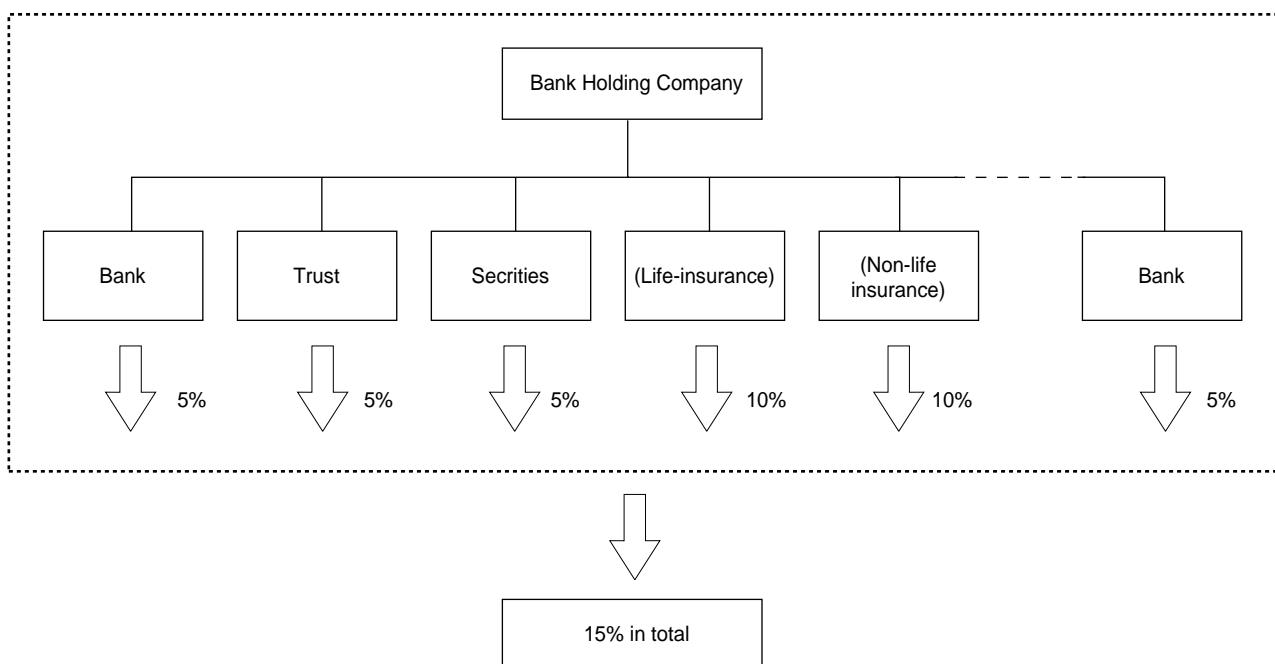 Bank Holding Company
Bank
Trust
Secrities
(Life-insurance)
(Non-life
insurance)
Bank
5%
5%
5%
10%
10%
5%
15% in total